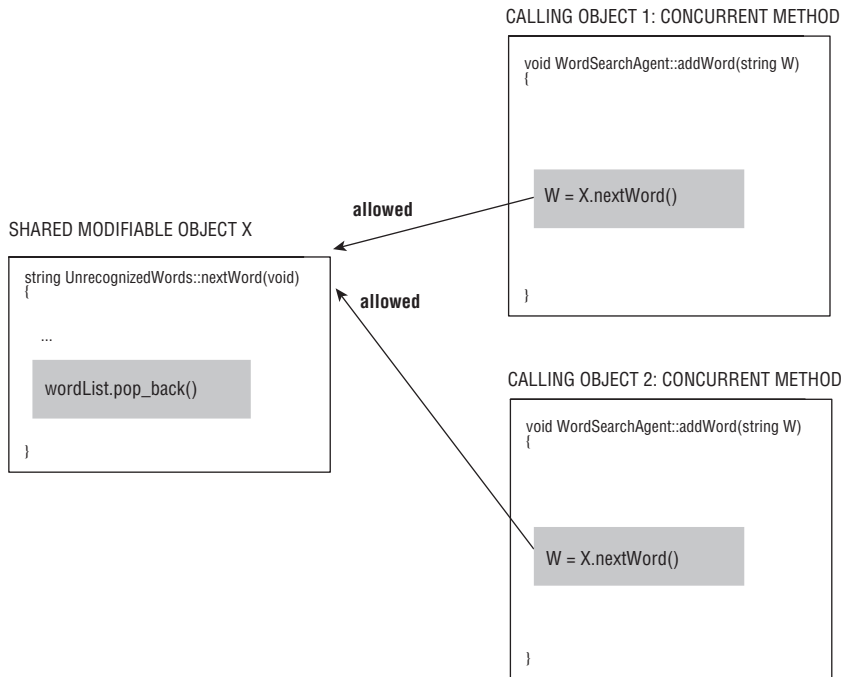 CALLING OBJECT 1: CONCURRENT METHOD
void WordSearchAgent::addWord(string W)
{
W = X.nextWord()
}
allowed
SHARED MODIFIABLE OBJECT X
string UnrecognizedWords::nextWord(void)
{
...
wordList.pop_back()
}
allowed
CALLING OBJECT 2: CONCURRENT METHOD
void WordSearchAgent::addWord(string W)
{
W = X.nextWord()
}